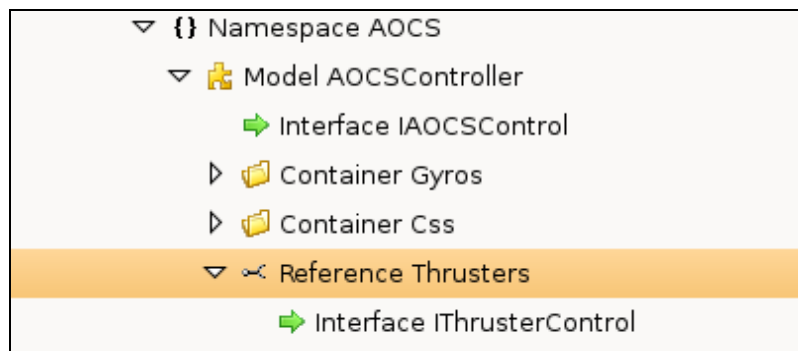 {} Namespace AOCS
Model AOCSController
Interface IAOCSControl
Container Gyros
Container Css
Reference Thrusters
Interface IThrusterControl